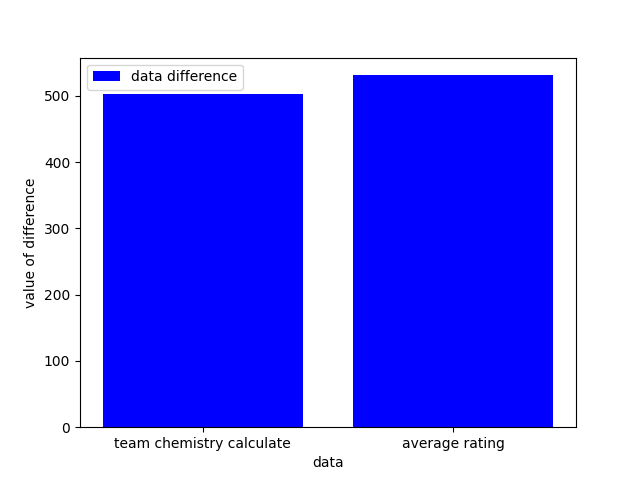 data difference
500
400
300
200
100
0
value of difference
team chemistry calculate
average rating
data